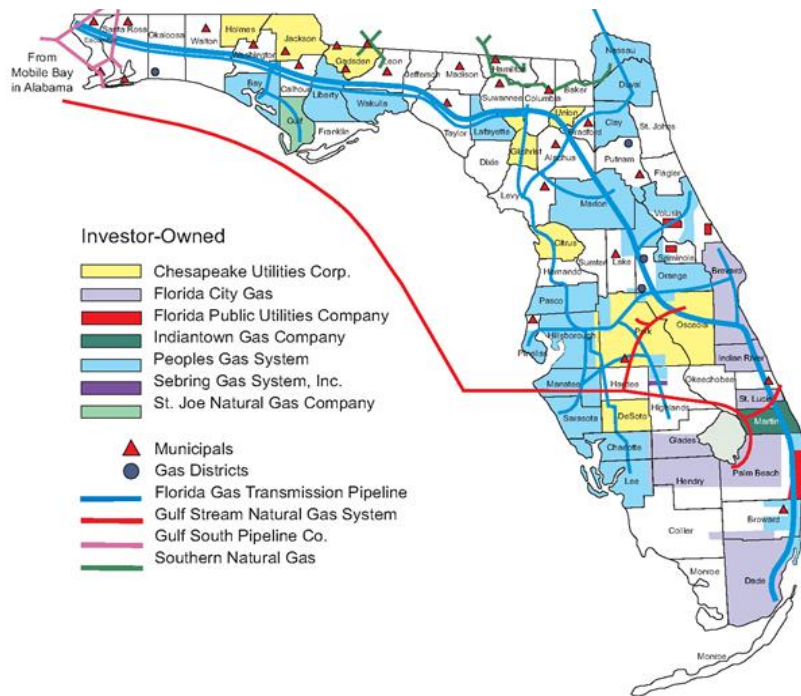 Holmes
Jackson
Santa Rosa
Okaloosa
Walton
Washington
Gadsden
Leon
Jefferson
Madison
Hamilton
Nassau
From
Mobile Bay
in Alabama
Bay
Calhoun
Liberty
Wakulla
Suwannee
Columbia
Baker
Duval
Gulf
Franklin
Taylor
Lafayette
Union
Bradford
Clay
St. Johns
Dixie
Gilchrist
Alachua
Putnam
Flagler
Levy
Marion
Volusia
Citrus
Sumter
Lake
Seminole
Hernando
Orange
Brevard
Pasco
Pinellas
Hillsborough
Polk
Osceola
Indian River
Manatee
Hardee
Okeechobee
St. Lucie
Highlands
Sarasota
DeSoto
Martin
Charlotte
Glades
Lee
Hendry
Palm Beach
Collier
Broward
Monroe
Dade
Monroe
Investor-Owned
Chesapeake Utilities Corp.
Florida City Gas
Florida Public Utilities Company
Indiantown Gas Company
Peoples Gas System
Sebring Gas System, Inc.
St. Joe Natural Gas Company
Municipals
Gas Districts
Florida Gas Transmission Pipeline
Gulf Stream Natural Gas System
Gulf South Pipeline Co.
Southern Natural Gas